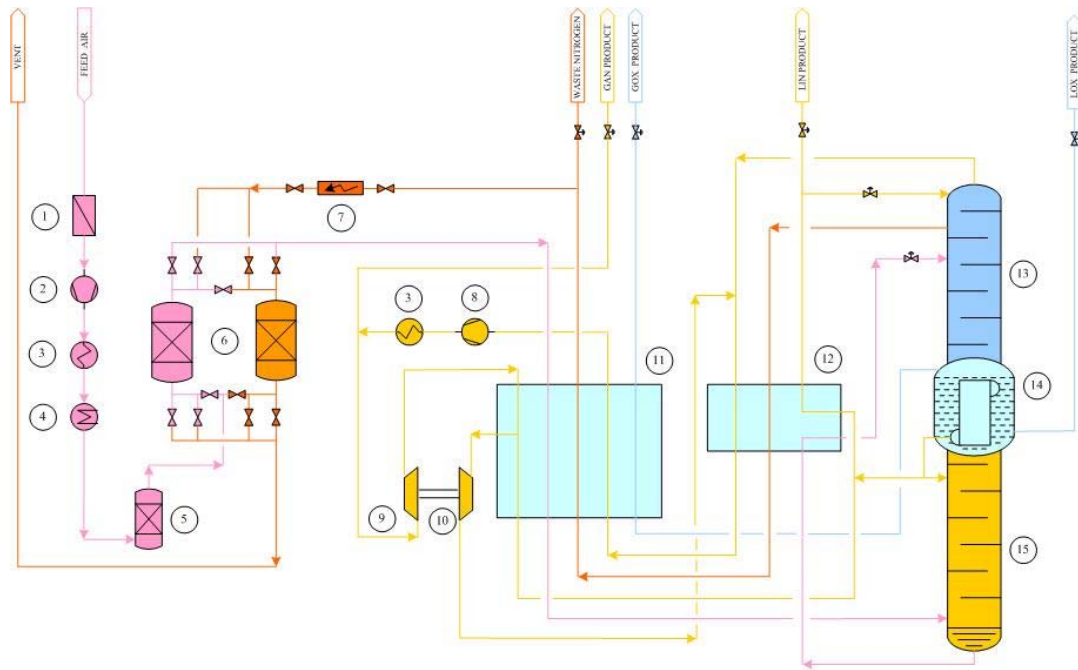 VENT
FEED AIR
WASTE NITROGEN
GAN PRODUCT
GOX PRODUCT
LIN PRODUCT
LOX PRODUCT
1
2
3
4
5
6
7
3
8
9
10
11
12
13
14
15